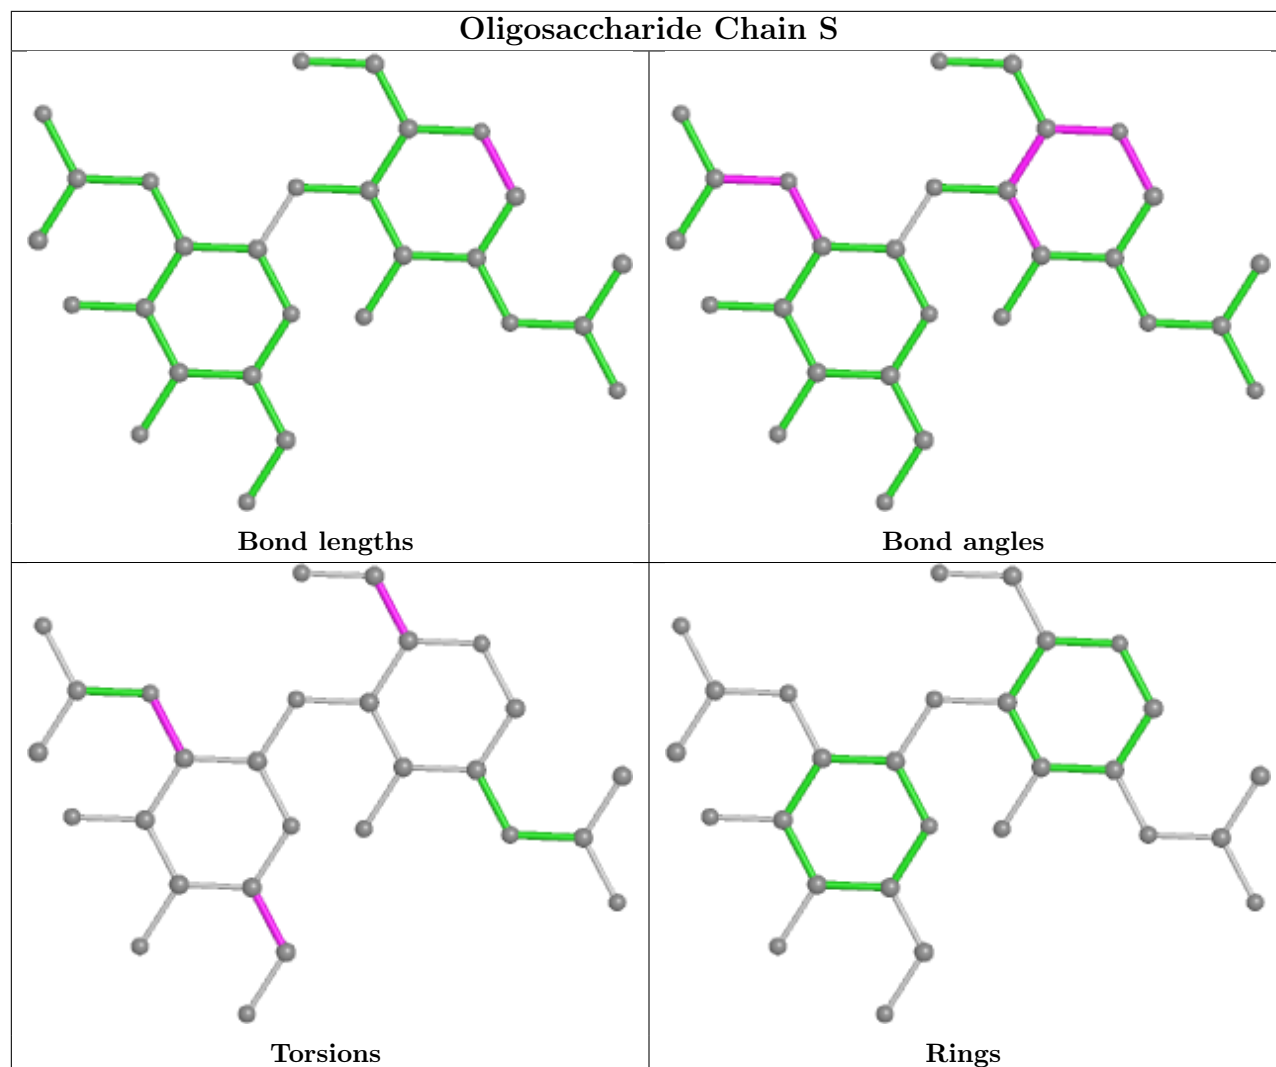 Oligosaccharide Chain S
Bond lengths
Bond angles
Torsions
Rings